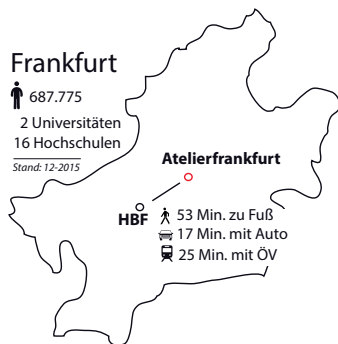 Frankfurt
687.775
2 Universitäten
16 Hochschulen
Stand: 12-2015
Atelierfrankfurt
HBF
53 Min. zu Fuß
17 Min. mit Auto
25 Min. mit ÖV